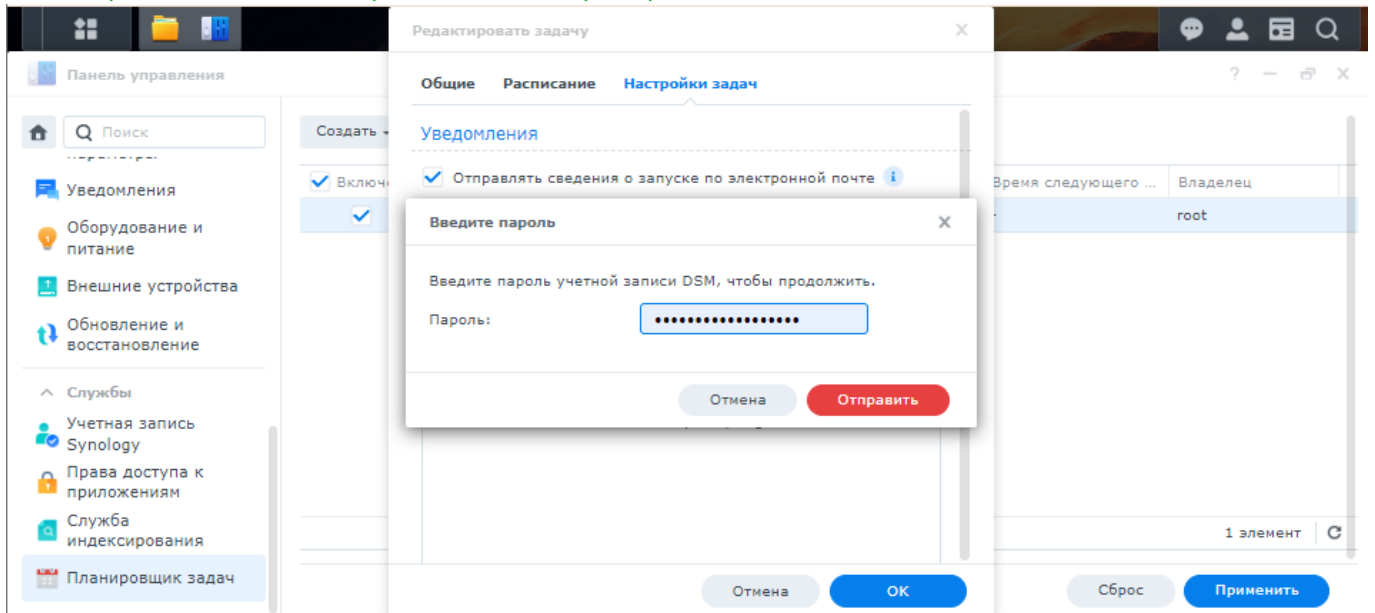 Редактировать задачу
Панель управления
Общие Расписание Настройки задач
Поиск
Создать
Уведомления
Уведомления
Включ
Отправлять сведения о запуске по электронной почте
Время следующего ...
Владелец
root
Оборудование и
питание
Внешние устройства
Обновление и
восстановление
Службы
Учетная запись
Synology
Права доступа к
приложениям
Служба
индексирования
Планировщик задач
Введите пароль
Введите пароль учетной записи DSM, чтобы продолжить.
Пароль:
Отмена Отправить
1 элемент
Отмена OK
Сброс Применить